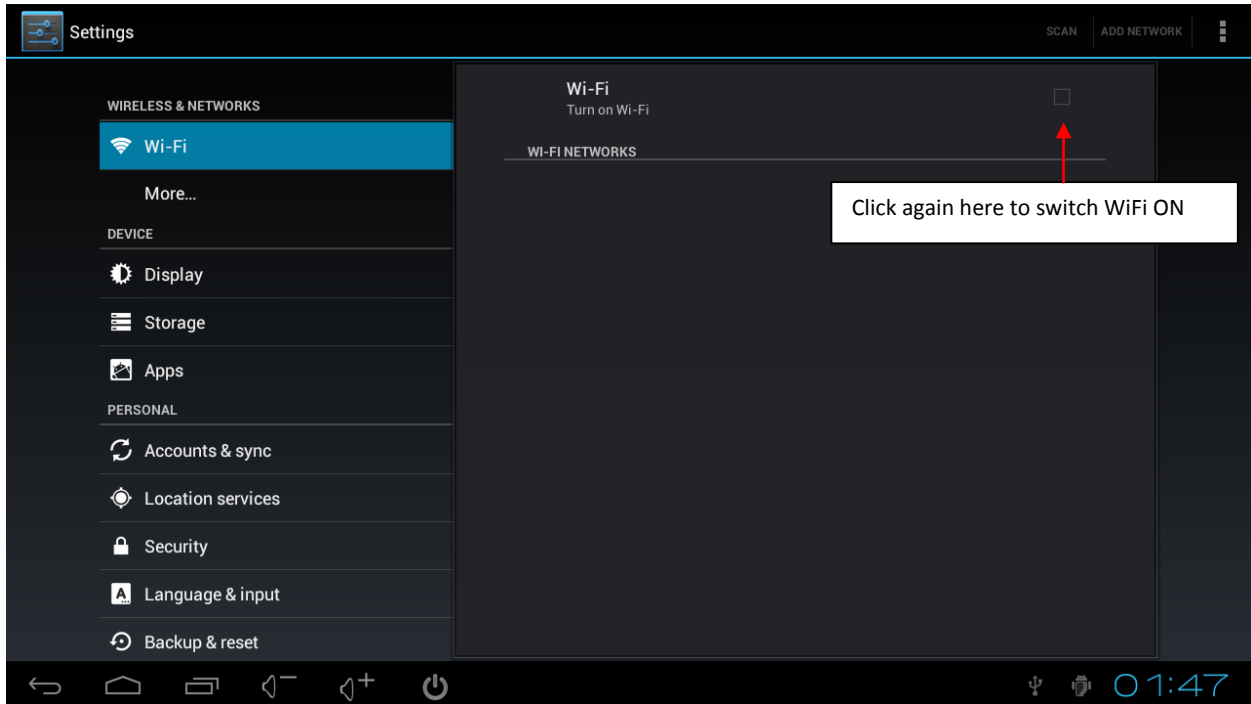 Settings
SCAN
ADD NETWORK
WIRELESS & NETWORKS
Wi-Fi
More...
DEVICE
Display
Storage
Apps
PERSONAL
Accounts & sync
Location services
Security
Language & input
Backup & reset
Wi-Fi
Turn on Wi-Fi
WI-FI NETWORKS
Click again here to switch WiFi ON
01:47